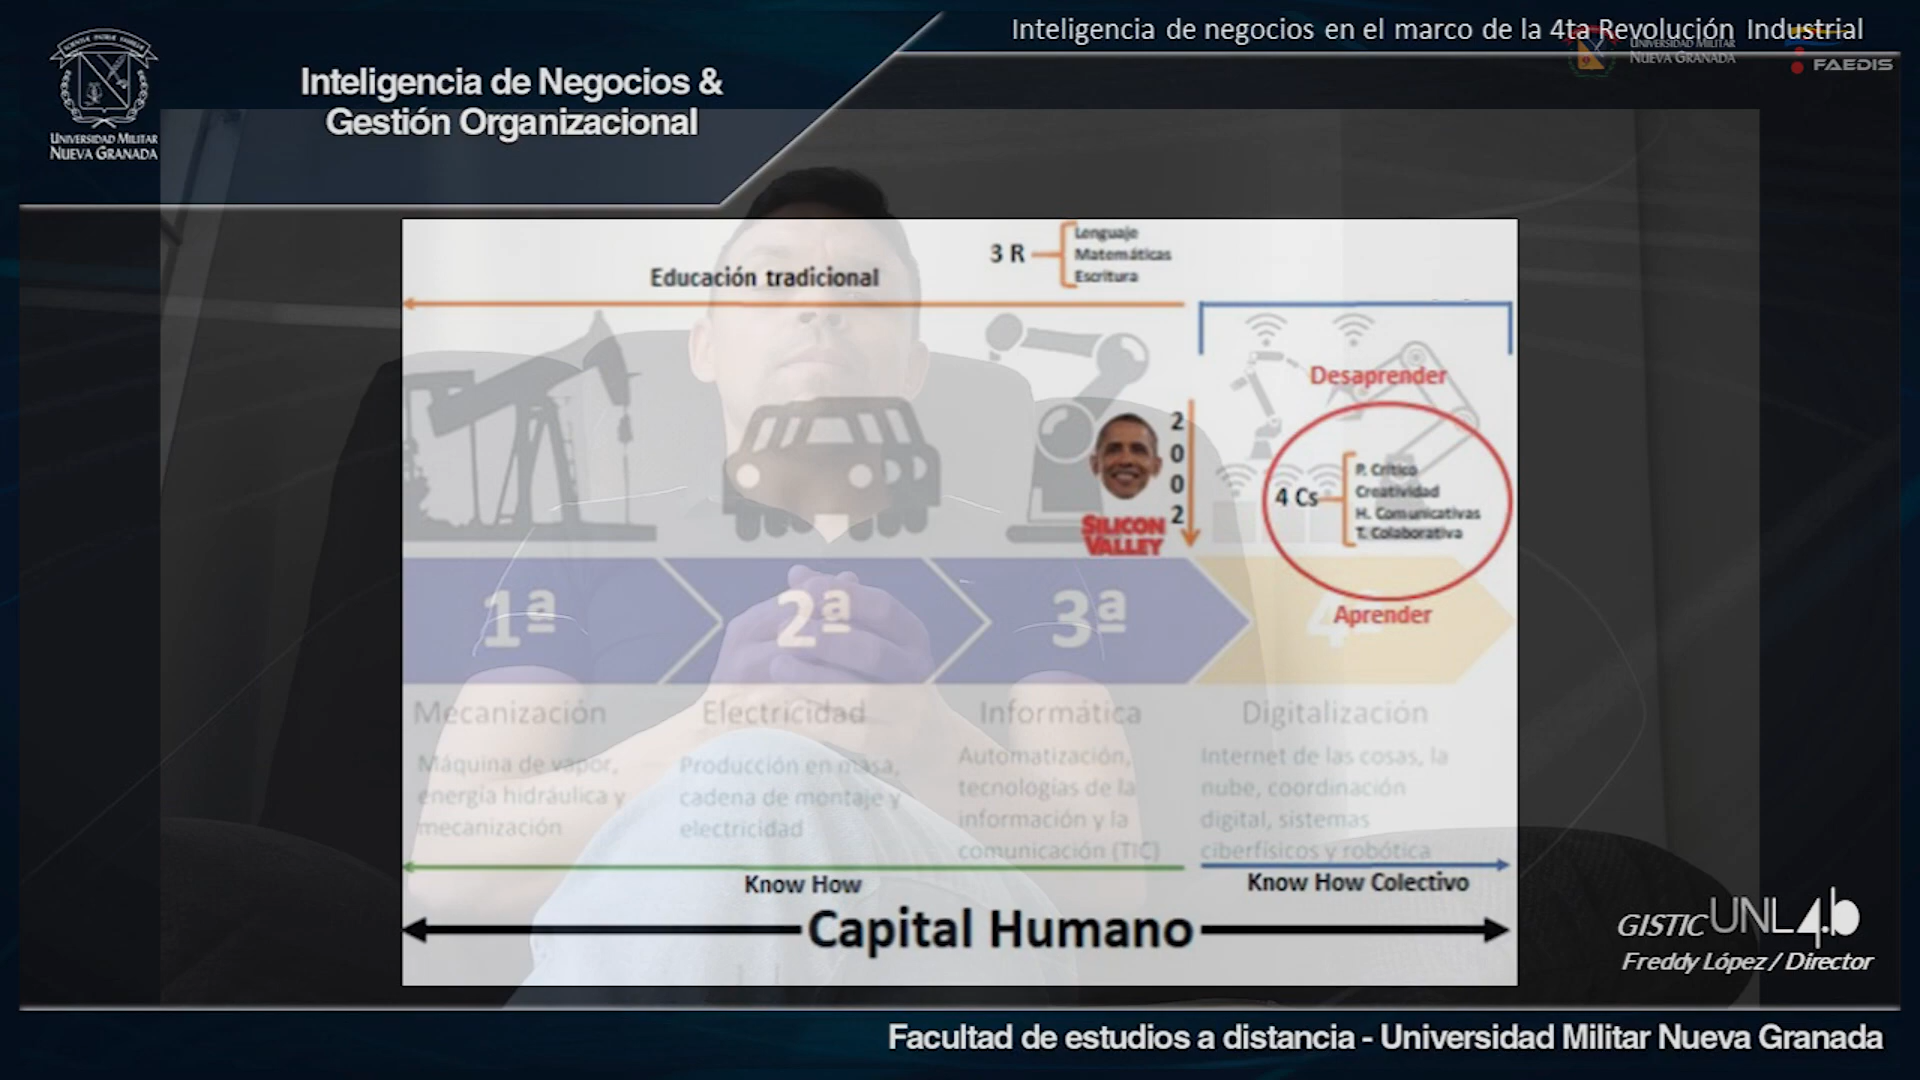 Inteligencia de negocios en el marco de la 4ta Revolución Industrial
UNIVERSIDAD MILITAR
NUEVA GRANADA
FAEDIS
UNIVERSIDAD MILITAR
NUEVA GRANADA
Inteligencia de Negocios &
Gestión Organizacional
3 R
Lenguaje
Matemáticas
Escritura
Educación tradicional
Desaprender
2002
SILICON
VALLEY
4 Cs
P. Crítico
Creatividad
H. Comunicativas
T. Colaborativa
Aprender
1ª
2ª
3ª
4ª
Mecanización
Máquina de vapor,
energía hidráulica y
mecanización
Electricidad
Producción en masa,
cadena de montaje y
electricidad
Informática
Automatización,
tecnologías de la
información y la
comunicación (TIC)
Digitalización
Internet de las cosas, la
nube, coordinación
digital, sistemas
ciberfísicos y robótica
Know How
Know How Colectivo
Capital Humano
GISTIC UNL4.0
Freddy López / Director
Facultad de estudios a distancia - Universidad Militar Nueva Granada